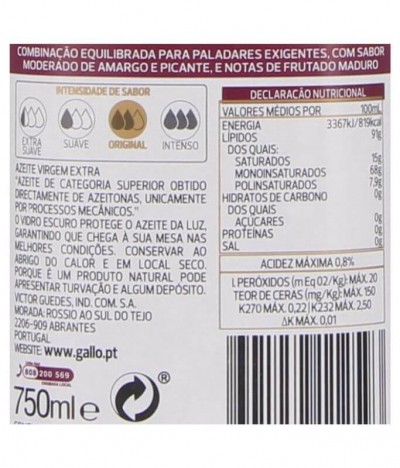 COMBINAÇÃO EQUILIBRADA PARA PALADARES EXIGENTES, COM SABOR
MODERADO DE AMARGO E PICANTE, E NOTAS DE FRUTADO MADURO
INTENSIDADE DE SABOR
EXTRA
SUAVE
SUAVE
ORIGINAL
INTENSO
AZEITE VIRGEM EXTRA
"AZEITE DE CATEGORIA SUPERIOR OBTIDO
DIRECTAMENTE DE AZEITONAS, UNICAMENTE
POR PROCESSOS MECÂNICOS."
O VIDRO ESCURO PROTEGE O AZEITE DA LUZ,
GARANTINDO QUE CHEGA À SUA MESA NAS
MELHORES CONDIÇÕES. CONSERVAR AO
ABRIGO DO CALOR E EM LOCAL SECO.
PORQUE É UM PRODUTO NATURAL PODE
APRESENTAR TURVAÇÃO E ALGUM DEPÓSITO.
VICTOR GUEDES, IND. COM. S.A.
MORADA: ROSSIO AO SUL DO TEJO
2206-909 ABRANTES
PORTUGAL
WEBSITE: www.gallo.pt
808 200 569
CHAMADA LOCAL
750ml e
®
DECLARAÇÃO NUTRICIONAL
VALORES MÉDIOS POR 100mL
ENERGIA 3367kJ/819kcal
LÍPIDOS 91g
DOS QUAIS:
SATURADOS 15g
MONOINSATURADOS 68g
POLINSATURADOS 7,9g
HIDRATOS DE CARBONO 0g
DOS QUAIS
AÇÚCARES 0g
PROTEÍNAS 0g
SAL 0g
ACIDEZ MÁXIMA 0,8%
I. PERÓXIDOS (m Eq O2/Kg): MÁX. 20
TEOR DE CERAS (mg/Kg): MÁX. 150
K270 MÁX. 0,22 | K232 MÁX. 2,50
ΔK MÁX. 0,01